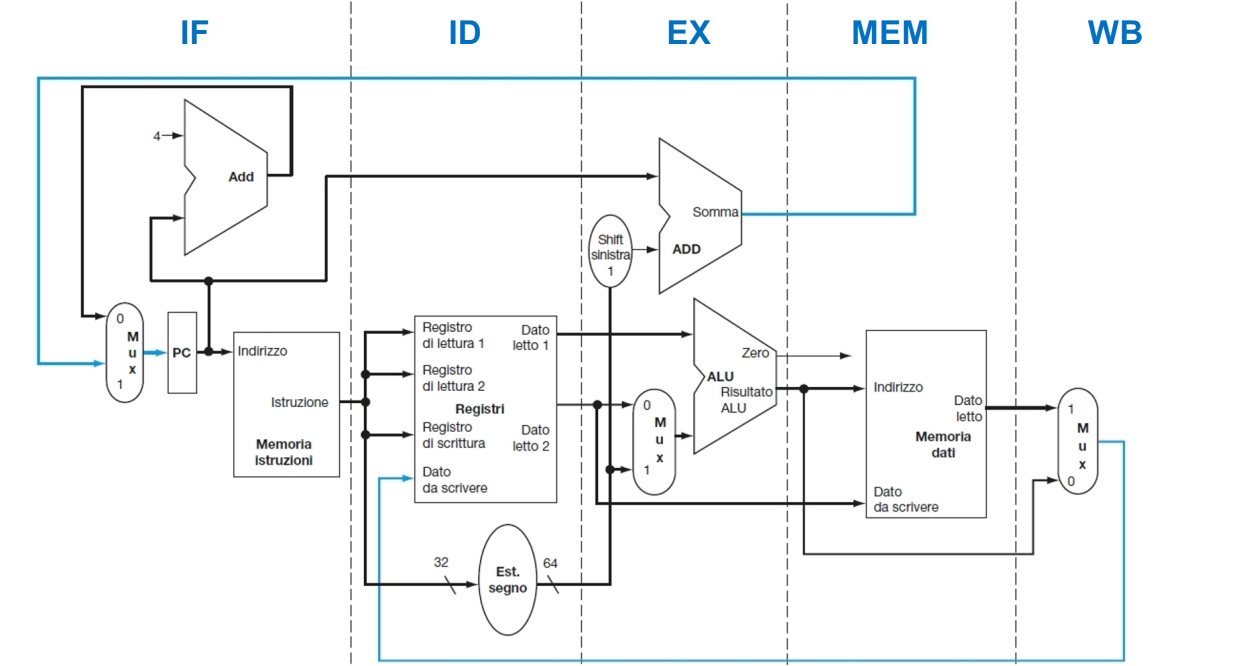 IF
ID
EX
MEM
WB
4
Add
0
M
u
x
1
PC
Indirizzo
Istruzione
Memoria
istruzioni
Registro
di lettura 1
Registro
di lettura 2
Registri
Registro
di scrittura
Dato
da scrivere
Dato
letto 1
Dato
letto 2
32
Est.
segno
64
Shift
sinistra
1
Somma
ADD
0
M
u
x
1
Zero
ALU
Risultato
ALU
Indirizzo
Dato
letto
Memoria
dati
Dato
da scrivere
1
M
u
x
0